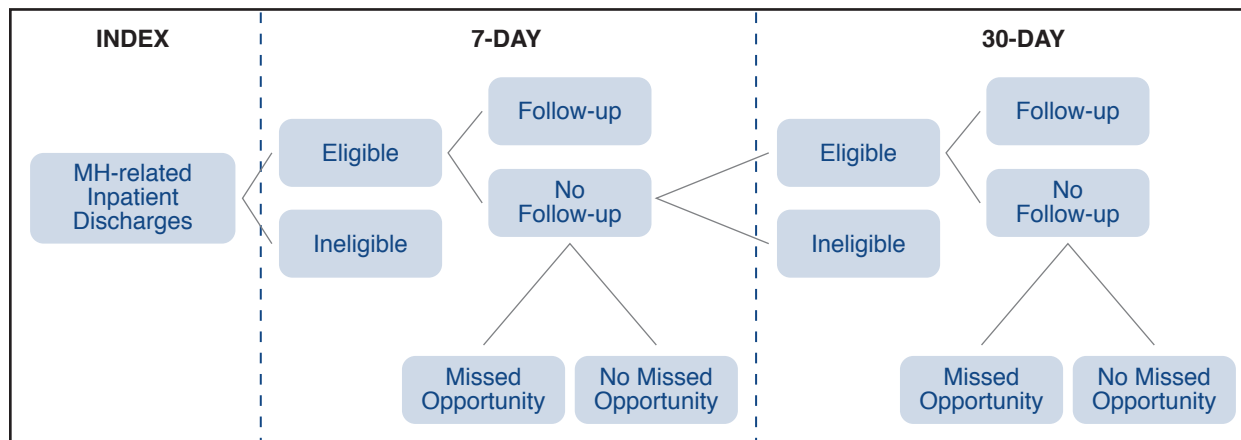 INDEX
7-DAY
30-DAY
MH-related
Inpatient
Discharges
Eligible
Ineligible
Follow-up
No
Follow-up
Missed
Opportunity
No Missed
Opportunity
Eligible
Ineligible
Follow-up
No
Follow-up
Missed
Opportunity
No Missed
Opportunity